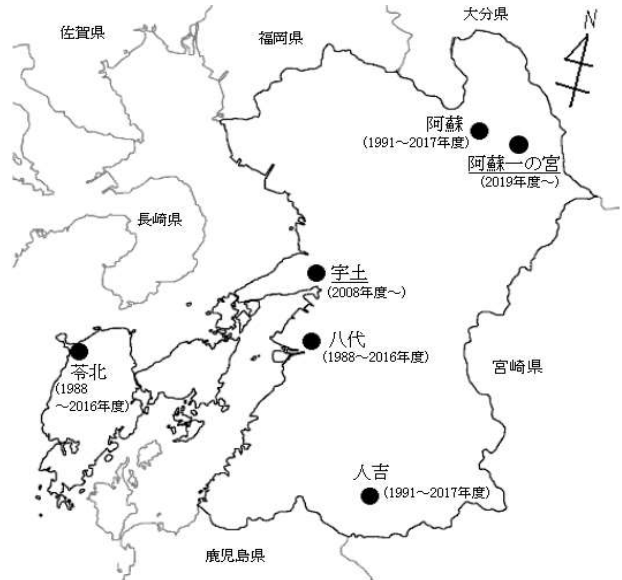 大分県
佐賀県
福岡県
N
阿蘇
(1991～2017年度)
阿蘇一の宮
(2019年度～)
長崎県
宇土
(2008年度～)
八代
(1988～2016年度)
宮崎県
苓北
(1988
～2016年度)
人吉
(1991～2017年度)
鹿児島県